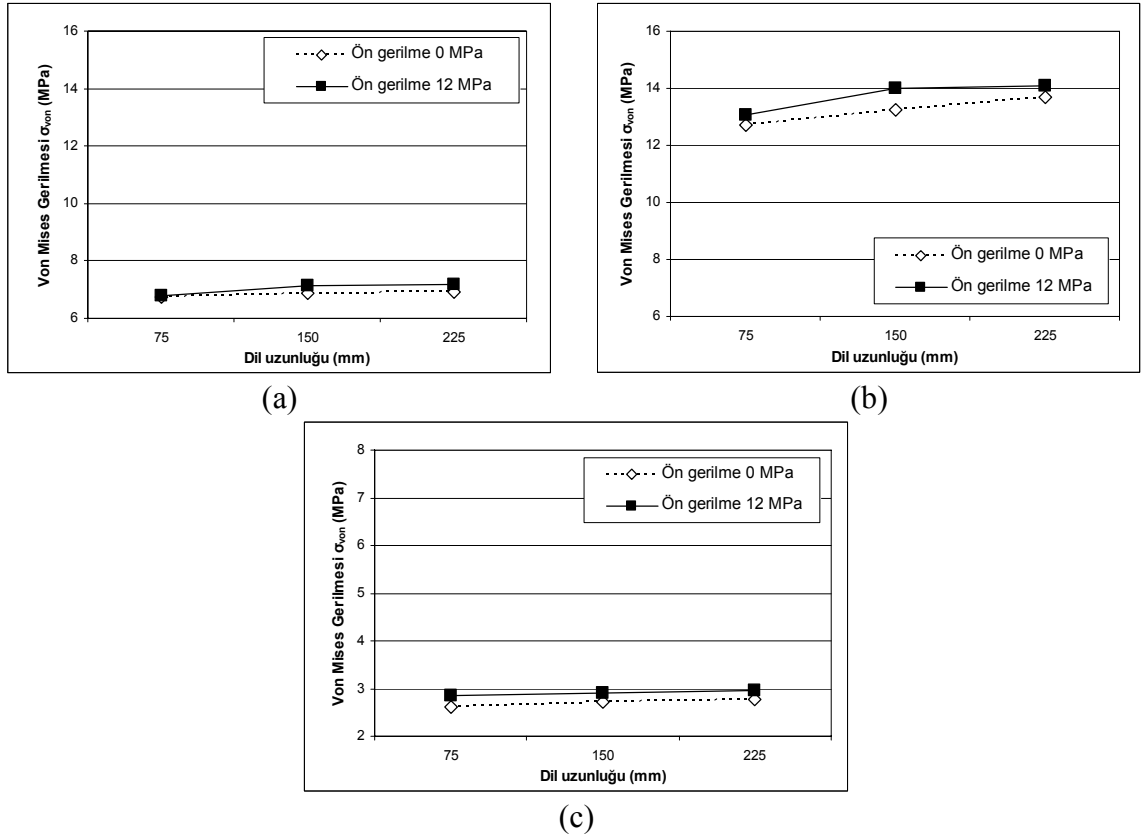 Von Mises Gerilmesi σvon (MPa)
16
14
12
10
8
6
Ön gerilme 0 MPa
Ön gerilme 12 MPa
75
150
225
Dil uzunluğu (mm)
(a)
Von Mises Gerilmesi σvon (MPa)
16
14
12
10
8
6
Ön gerilme 0 MPa
Ön gerilme 12 MPa
75
150
225
Dil uzunluğu (mm)
(b)
Von Mises Gerilmesi σvon (MPa)
8
7
6
5
4
3
2
Ön gerilme 0 MPa
Ön gerilme 12 MPa
75
150
225
Dil uzunluğu (mm)
(c)